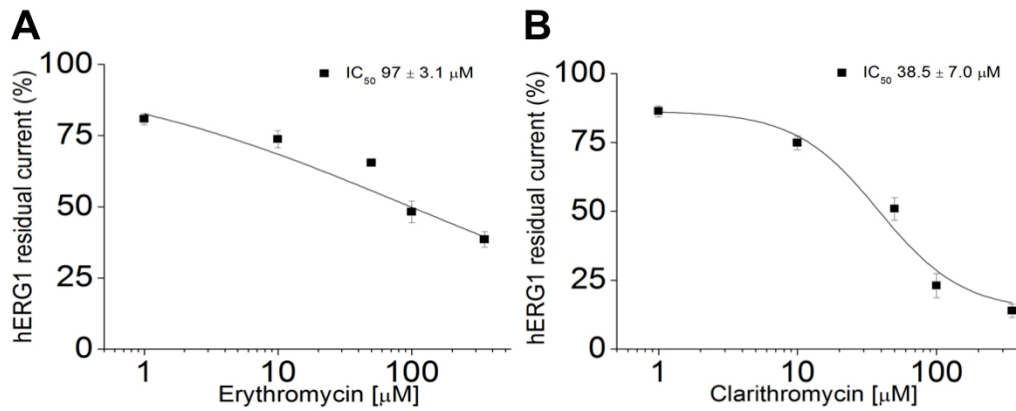 A
hERG1 residual current (%)
100
75
50
25
0
IC50 97 ± 3.1 μM
1
10
100
Erythromycin [μM]
B
hERG1 residual current (%)
100
75
50
25
0
IC50 38.5 ± 7.0 μM
1
10
100
Clarithromycin [μM]